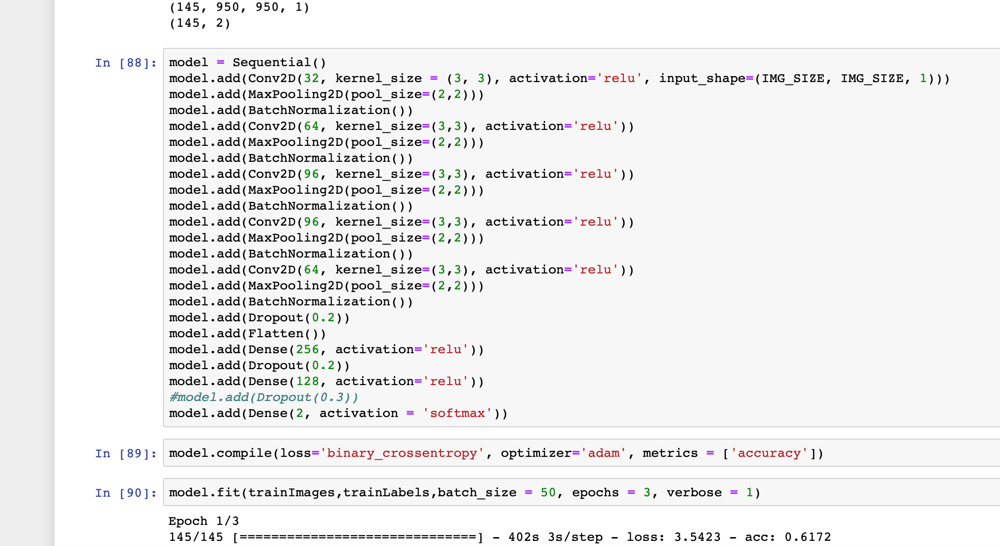 (145, 950, 950, 1)
(145, 2)
In [88]: model = Sequential()
model.add(Conv2D(32, kernel_size = (3, 3), activation='relu', input_shape=(IMG_SIZE, IMG_SIZE, 1)))
model.add(MaxPooling2D(pool_size=(2,2)))
model.add(BatchNormalization())
model.add(Conv2D(64, kernel_size=(3,3), activation='relu'))
model.add(MaxPooling2D(pool_size=(2,2)))
model.add(BatchNormalization())
model.add(Conv2D(96, kernel_size=(3,3), activation='relu'))
model.add(MaxPooling2D(pool_size=(2,2)))
model.add(BatchNormalization())
model.add(Conv2D(96, kernel_size=(3,3), activation='relu'))
model.add(MaxPooling2D(pool_size=(2,2)))
model.add(BatchNormalization())
model.add(Conv2D(64, kernel_size=(3,3), activation='relu'))
model.add(MaxPooling2D(pool_size=(2,2)))
model.add(BatchNormalization())
model.add(Dropout(0.2))
model.add(Flatten())
model.add(Dense(256, activation='relu'))
model.add(Dropout(0.2))
model.add(Dense(128, activation='relu'))
#model.add(Dropout(0.3))
model.add(Dense(2, activation = 'softmax'))
In [89]: model.compile(loss='binary_crossentropy', optimizer='adam', metrics = ['accuracy'])
In [90]: model.fit(trainImages,trainLabels,batch_size = 50, epochs = 3, verbose = 1)
Epoch 1/3
145/145 [==============================] - 402s 3s/step - loss: 3.5423 - acc: 0.6172